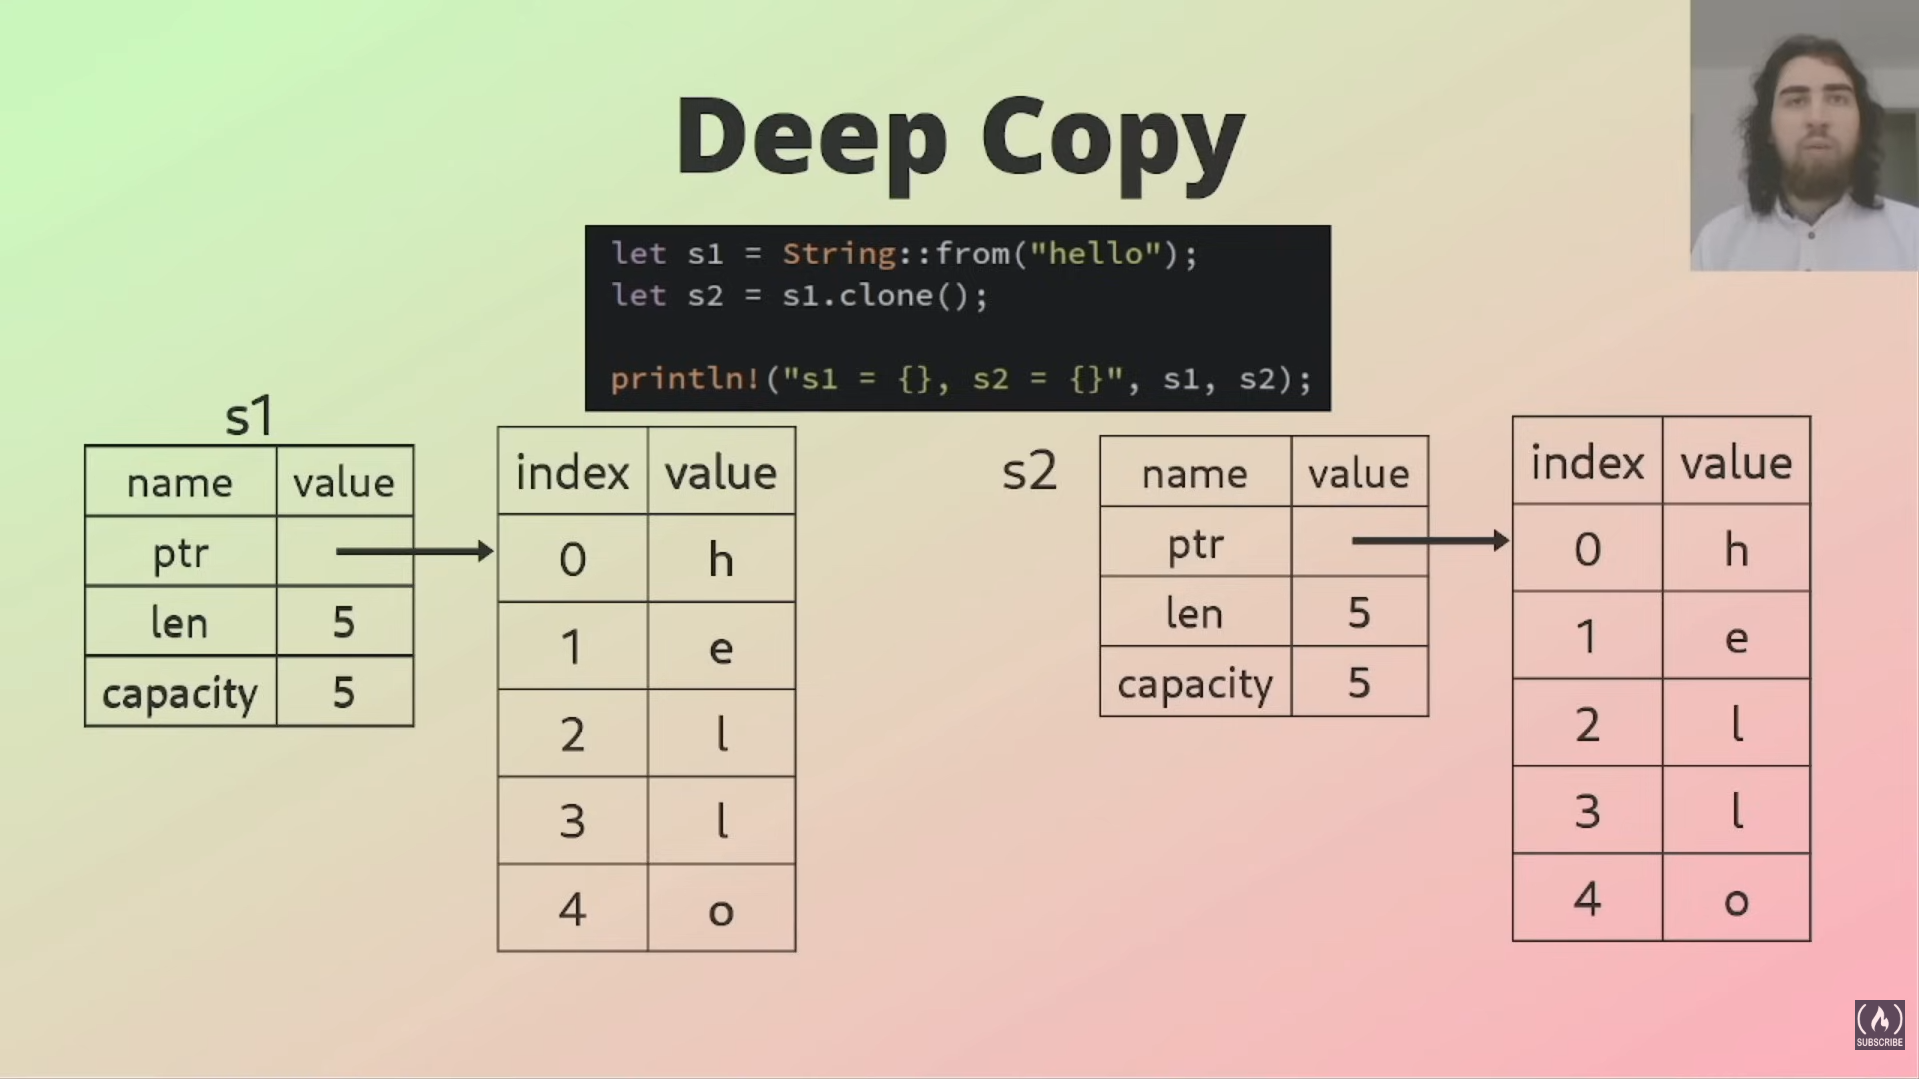 Deep Copy
let s1 = String::from("hello");
let s2 = s1.clone();
println!("s1 = {}, s2 = {}", s1, s2);
s1
name value
ptr
len 5
capacity 5
index value
0 h
1 e
2 l
3 l
4 o
s2
name value
ptr
len 5
capacity 5
index value
0 h
1 e
2 l
3 l
4 o
SUBSCRIBE